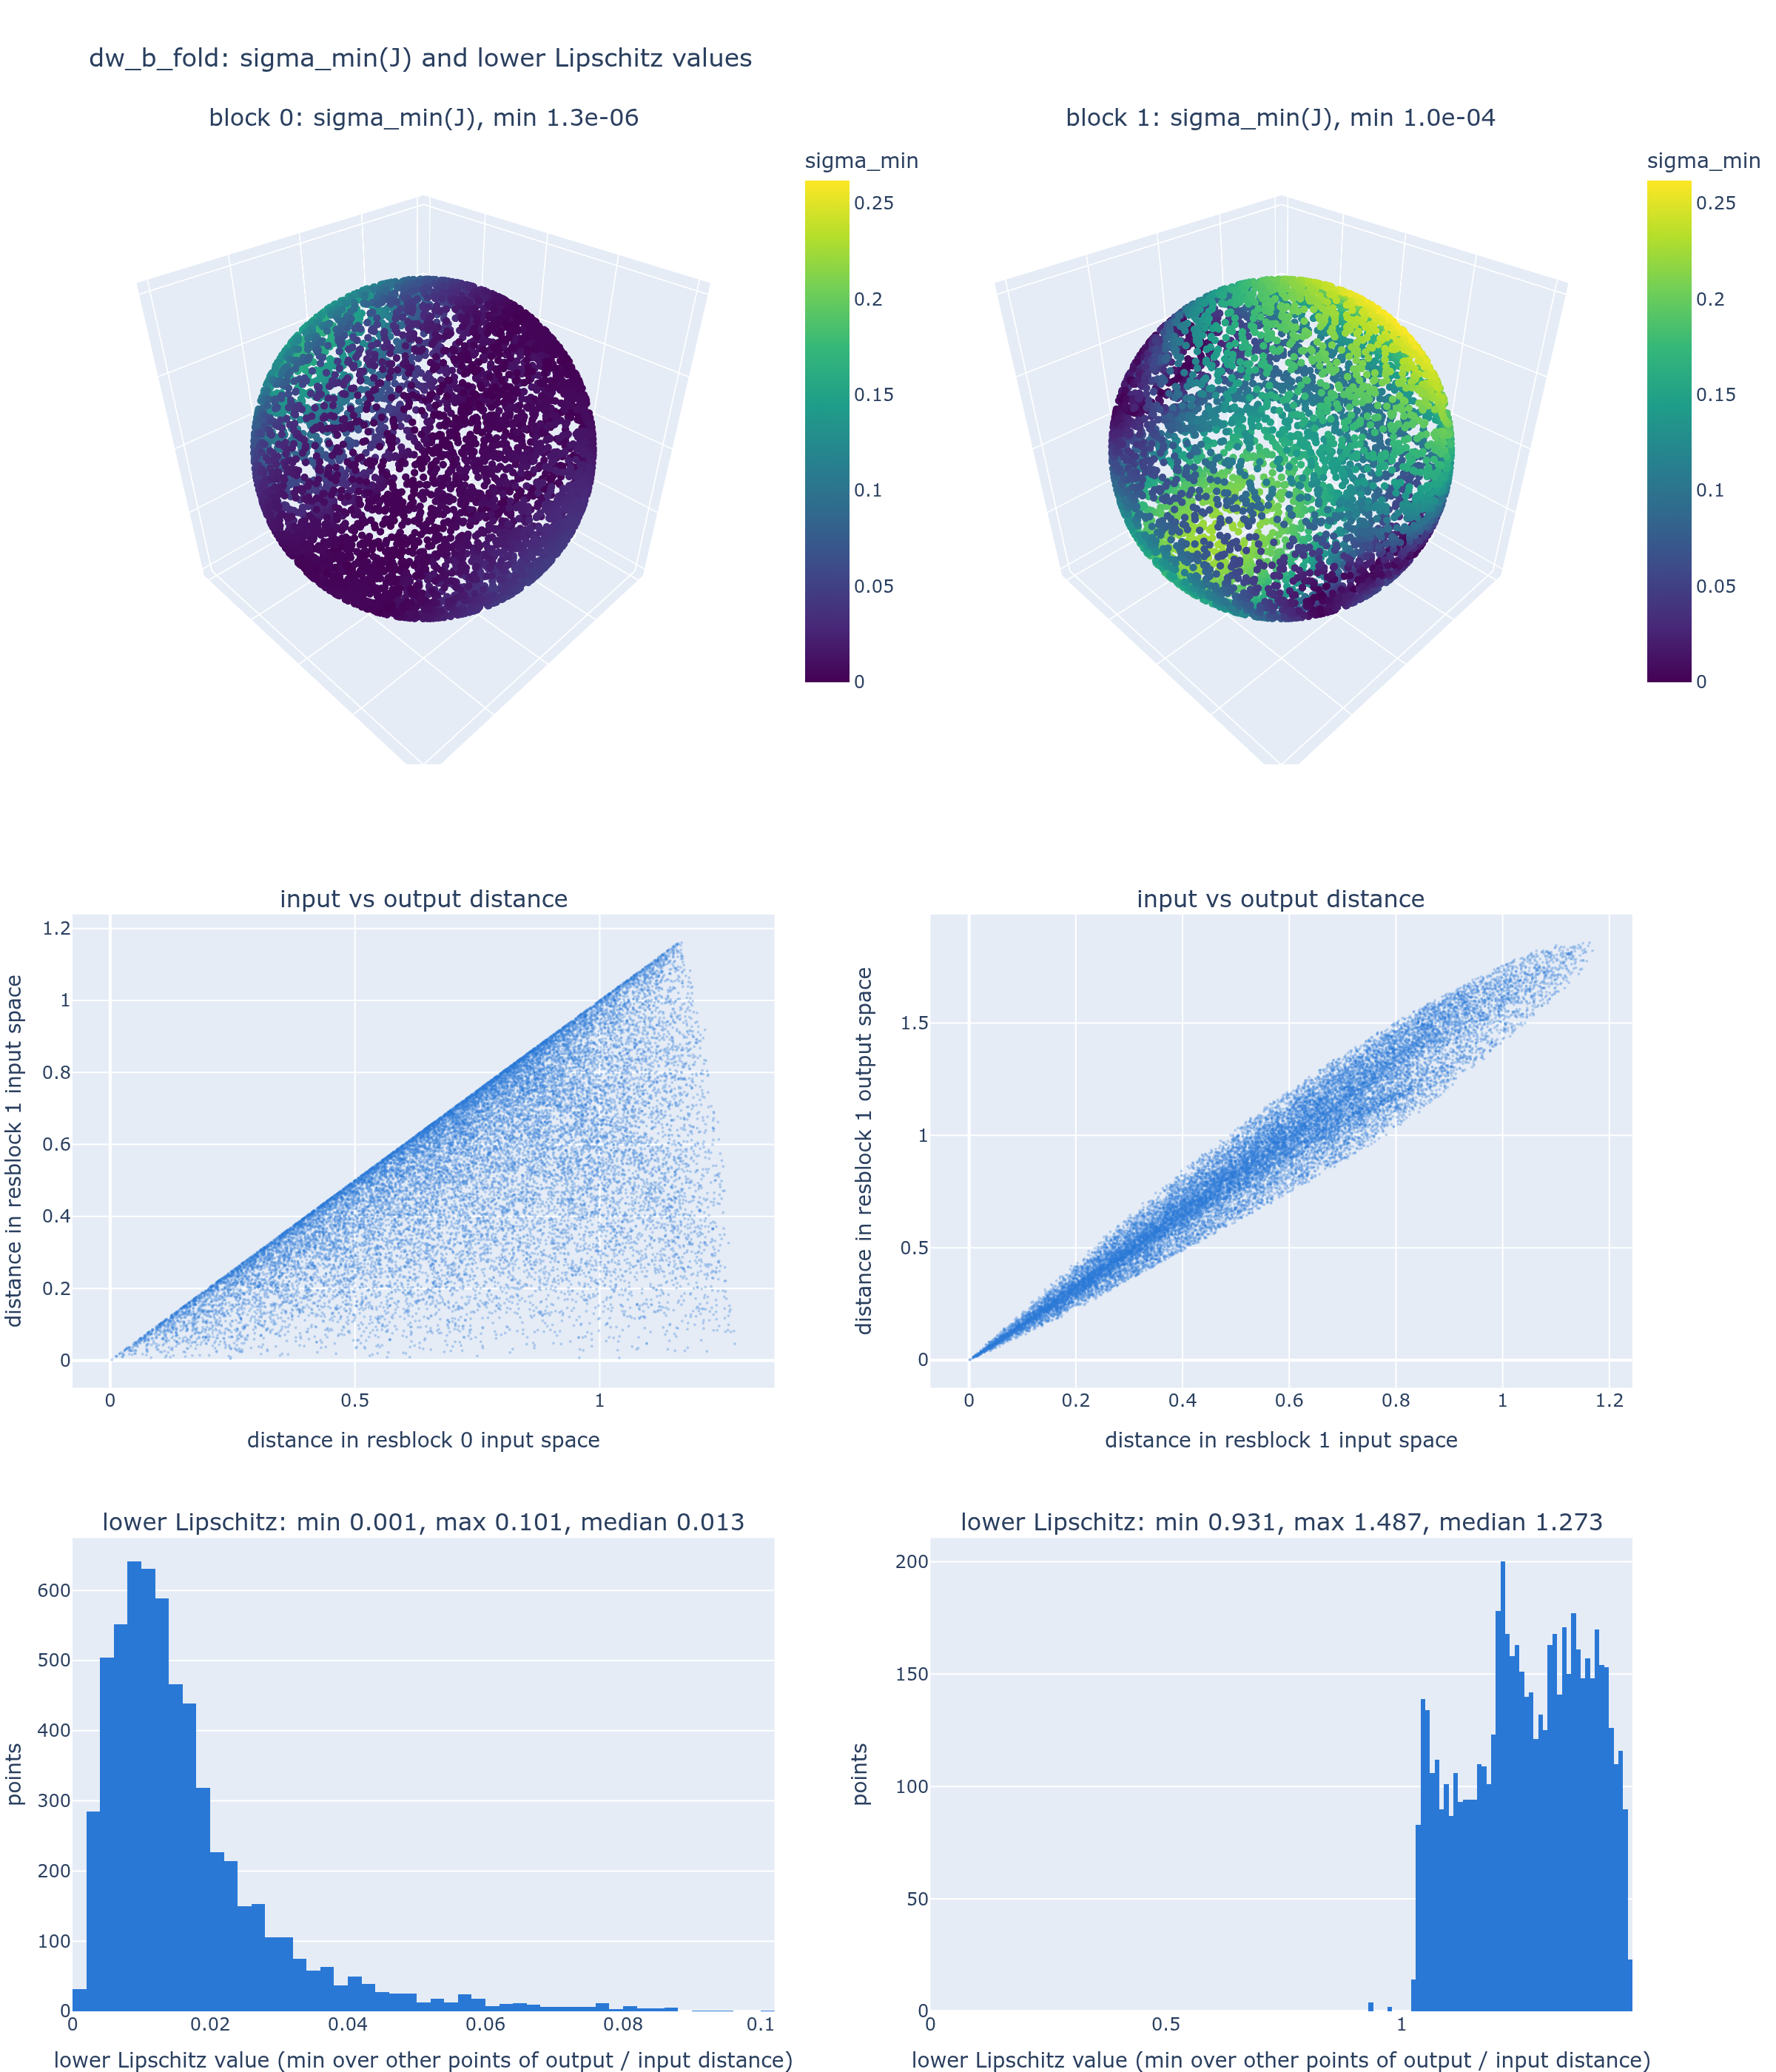 dw_b_fold: sigma_min(J) and lower Lipschitz values
block 0: sigma_min(J), min 1.3e-06
block 1: sigma_min(J), min 1.0e-04
sigma_min
0.25
0.2
0.15
0.1
0.05
0
sigma_min
0.25
0.2
0.15
0.1
0.05
0
input vs output distance
distance in resblock 1 input space
1.2
1
0.8
0.6
0.4
0.2
0
0 0.5 1
distance in resblock 0 input space
input vs output distance
distance in resblock 1 output space
1.5
1
0.5
0
0 0.2 0.4 0.6 0.8 1 1.2
distance in resblock 1 input space
lower Lipschitz: min 0.001, max 0.101, median 0.013
points
600
500
400
300
200
100
0
0 0.02 0.04 0.06 0.08 0.1
lower Lipschitz value (min over other points of output / input distance)
lower Lipschitz: min 0.931, max 1.487, median 1.273
points
200
150
100
50
0
0 0.5 1
lower Lipschitz value (min over other points of output / input distance)